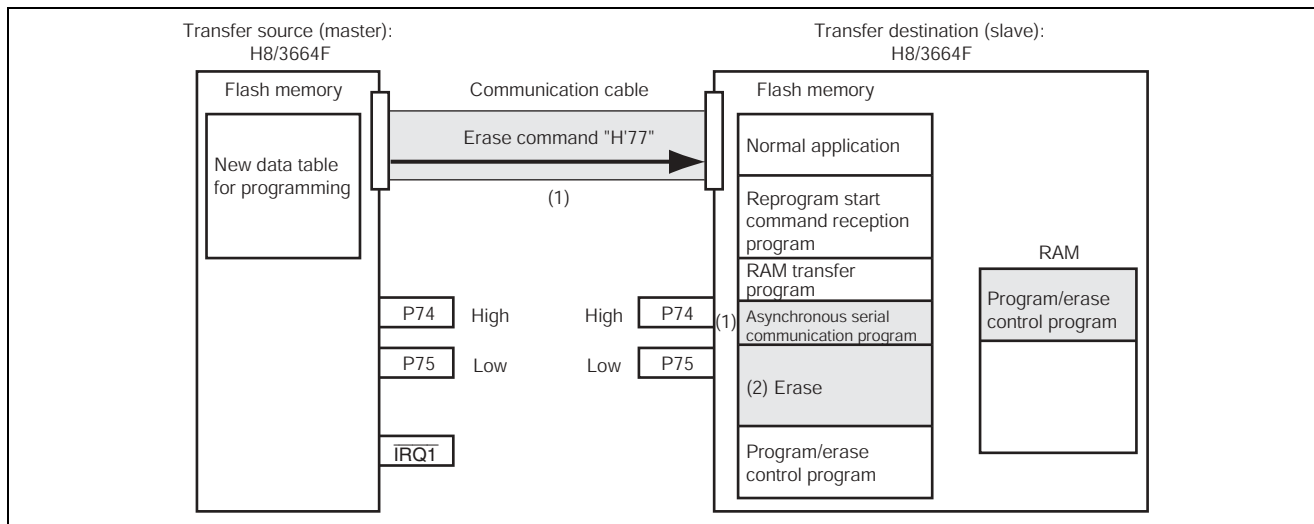 Transfer source (master):
H8/3664F
Transfer destination (slave):
H8/3664F
Flash memory
New data table
for programming
Communication cable
Erase command "H'77"
(1)
Flash memory
Normal application
Reprogram start
command reception
program
RAM transfer
program
(1)
Asynchronous serial
communication program
(2) Erase
Program/erase
control program
RAM
Program/erase
control program
P74
High
High
P74
P75
Low
Low
P75
IRQ1